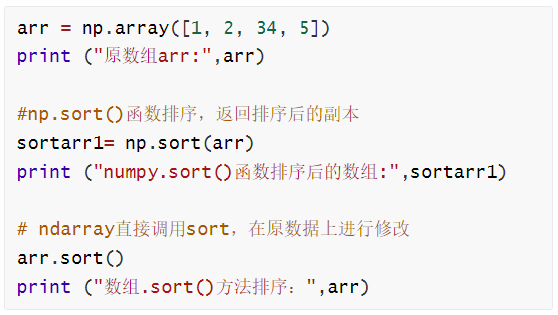 arr = np.array([1, 2, 34, 5])
print ("原数组arr:",arr)
#np.sort()函数排序，返回排序后的副本
sortarr1= np.sort(arr)
print ("numpy.sort()函数排序后的数组:",sortarr1)
# ndarray直接调用sort，在原数据上进行修改
arr.sort()
print ("数组.sort()方法排序：",arr)